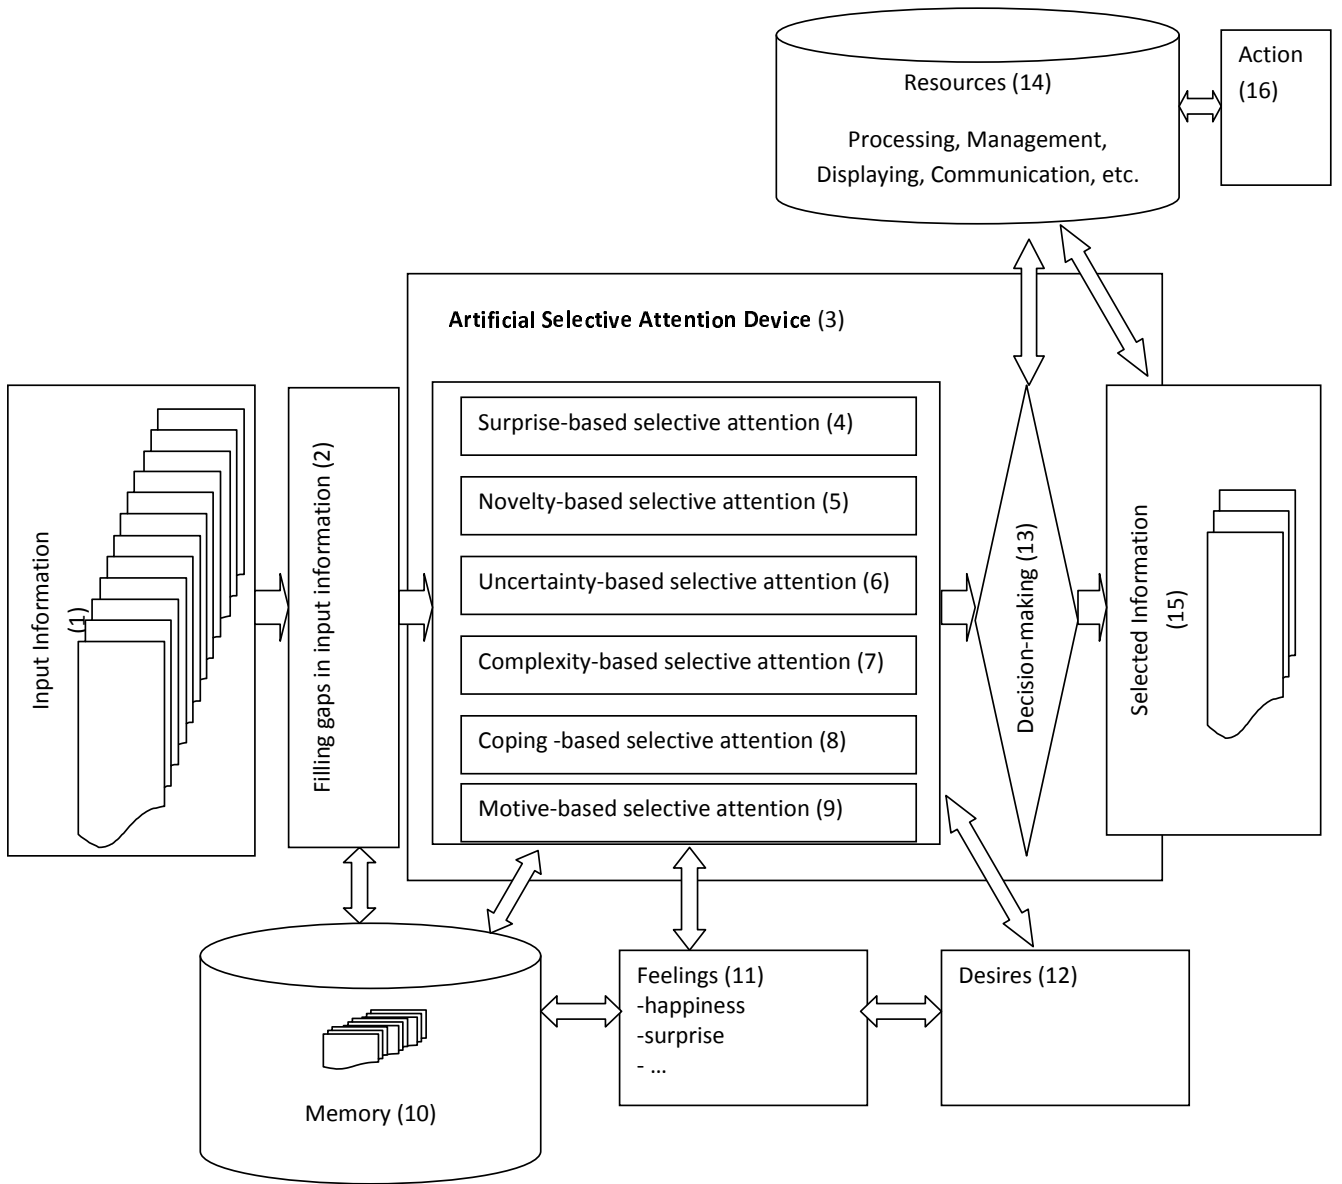 Resources (14)
Processing, Management,
Displaying, Communication, etc.
Action
(16)
Artificial Selective Attention Device (3)
Input Information
(1)
Filling gaps in input information (2)
Surprise-based selective attention (4)
Novelty-based selective attention (5)
Uncertainty-based selective attention (6)
Complexity-based selective attention (7)
Coping -based selective attention (8)
Motive-based selective attention (9)
Decision-making (13)
Selected Information
(15)
Memory (10)
Feelings (11)
-happiness
-surprise
- ...
Desires (12)